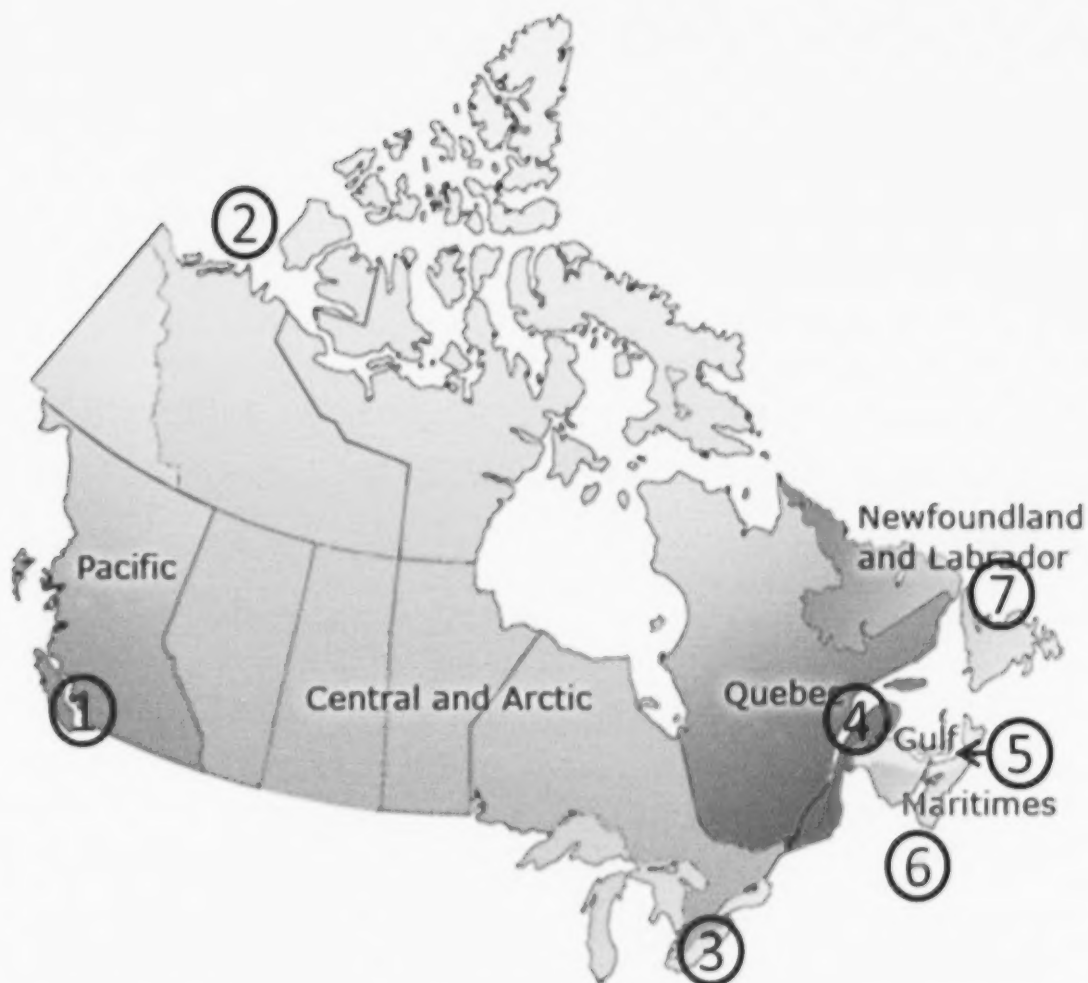 2
Newfoundland
and Labrador
Pacific
7
1
Central and Arctic
Quebec
4
Gulf
5
Maritimes
6
3